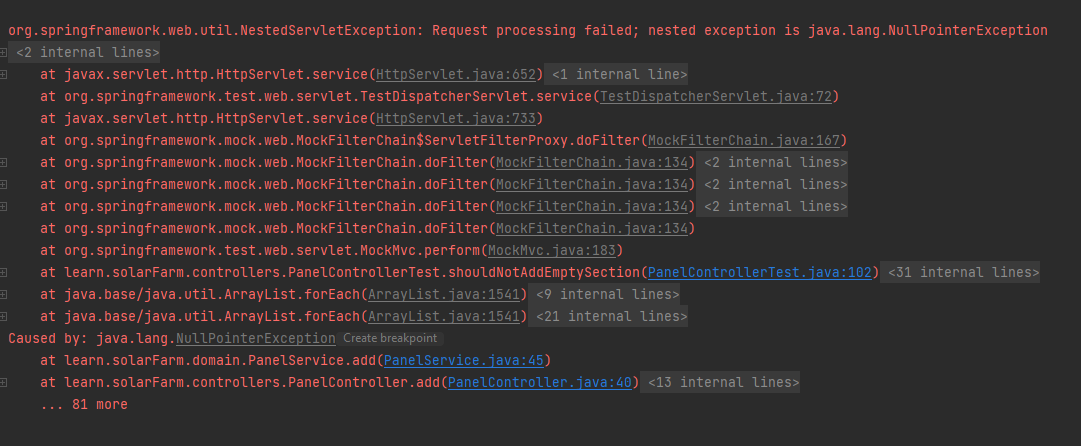 org.springframework.web.util.NestedServletException: Request processing failed; nested exception is java.lang.NullPointerException
<2 internal lines>
at javax.servlet.http.HttpServlet.service(HttpServlet.java:652) <1 internal line>
at org.springframework.test.web.servlet.TestDispatcherServlet.service(TestDispatcherServlet.java:72)
at javax.servlet.http.HttpServlet.service(HttpServlet.java:733)
at org.springframework.mock.web.MockFilterChain$ServletFilterProxy.doFilter(MockFilterChain.java:167)
at org.springframework.mock.web.MockFilterChain.doFilter(MockFilterChain.java:134) <2 internal lines>
at org.springframework.mock.web.MockFilterChain.doFilter(MockFilterChain.java:134) <2 internal lines>
at org.springframework.mock.web.MockFilterChain.doFilter(MockFilterChain.java:134) <2 internal lines>
at org.springframework.mock.web.MockFilterChain.doFilter(MockFilterChain.java:134)
at org.springframework.test.web.servlet.MockMvc.perform(MockMvc.java:183)
at learn.solarFarm.controllers.PanelControllerTest.shouldNotAddEmptySection(PanelControllerTest.java:102) <31 internal lines>
at java.base/java.util.ArrayList.forEach(ArrayList.java:1541) <9 internal lines>
at java.base/java.util.ArrayList.forEach(ArrayList.java:1541) <21 internal lines>
Caused by: java.lang.NullPointerException Create breakpoint
at learn.solarFarm.domain.PanelService.add(PanelService.java:45)
at learn.solarFarm.controllers.PanelController.add(PanelController.java:40) <13 internal lines>
... 81 more